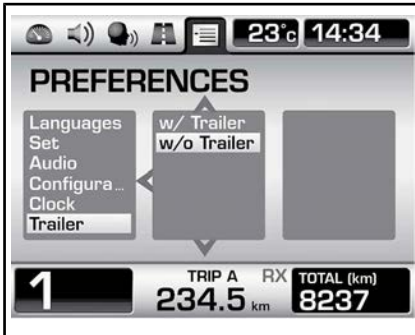 23°c 14:34
PREFERENCES
Languages
Set
Audio
Configura...
Clock
Trailer
w/ Trailer
w/o Trailer
1
TRIP A
234.5 km
RX
TOTAL (km)
8237